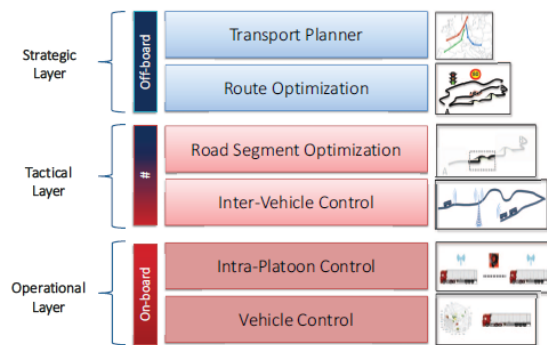 Strategic
Layer
Off-board
Transport Planner
Route Optimization
Tactical
Layer
#
Road Segment Optimization
Inter-Vehicle Control
Operational
Layer
On-board
Intra-Platoon Control
Vehicle Control